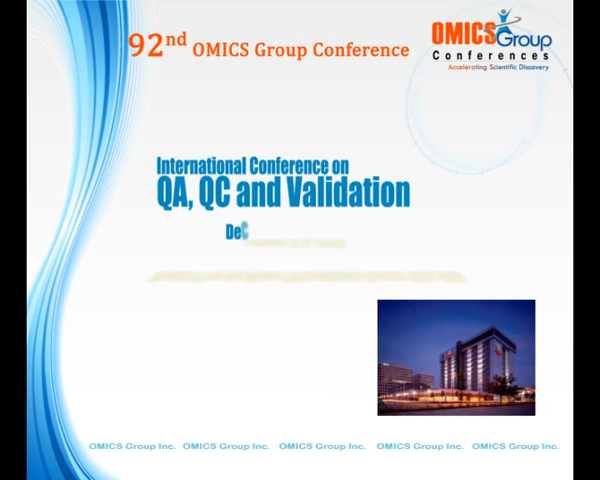 92nd OMICS Group Conference
OMICS Group
Conferences
Accelerating Scientific Discovery
International Conference on
QA, QC and Validation
DeC
OMICS Group Inc. OMICS Group Inc. OMICS Group Inc. OMICS Group Inc. OMICS Group Inc.